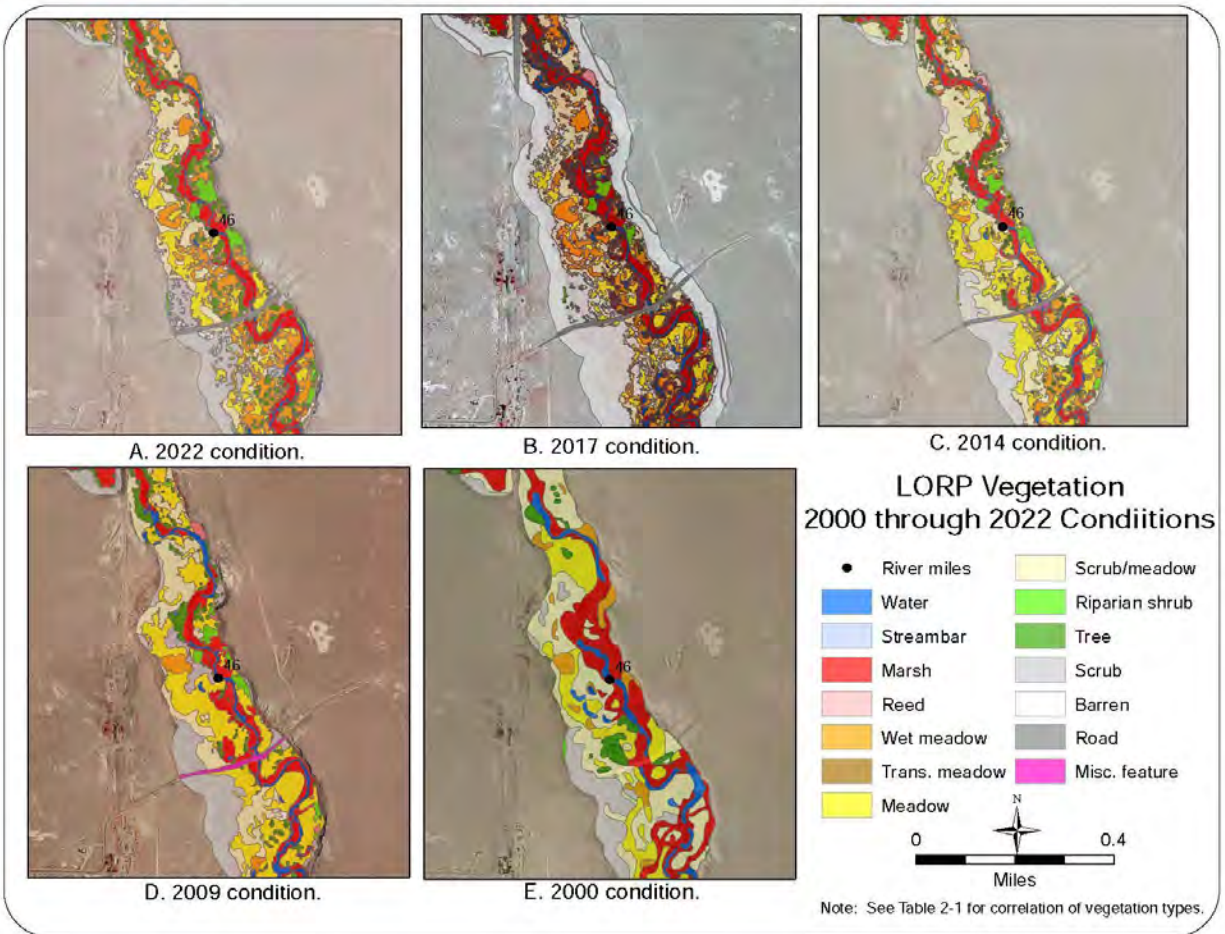 46
46
46
A. 2022 condition.
B. 2017 condition.
C. 2014 condition.
46
46
D. 2009 condition.
E. 2000 condition.
LORP Vegetation
2000 through 2022 Condiitions
River miles
Water
Streambar
Marsh
Reed
Wet meadow
Trans. meadow
Meadow
Scrub/meadow
Riparian shrub
Tree
Scrub
Barren
Road
Misc. feature
N
0 0.4
Miles
Note: See Table 2-1 for correlation of vegetation types.